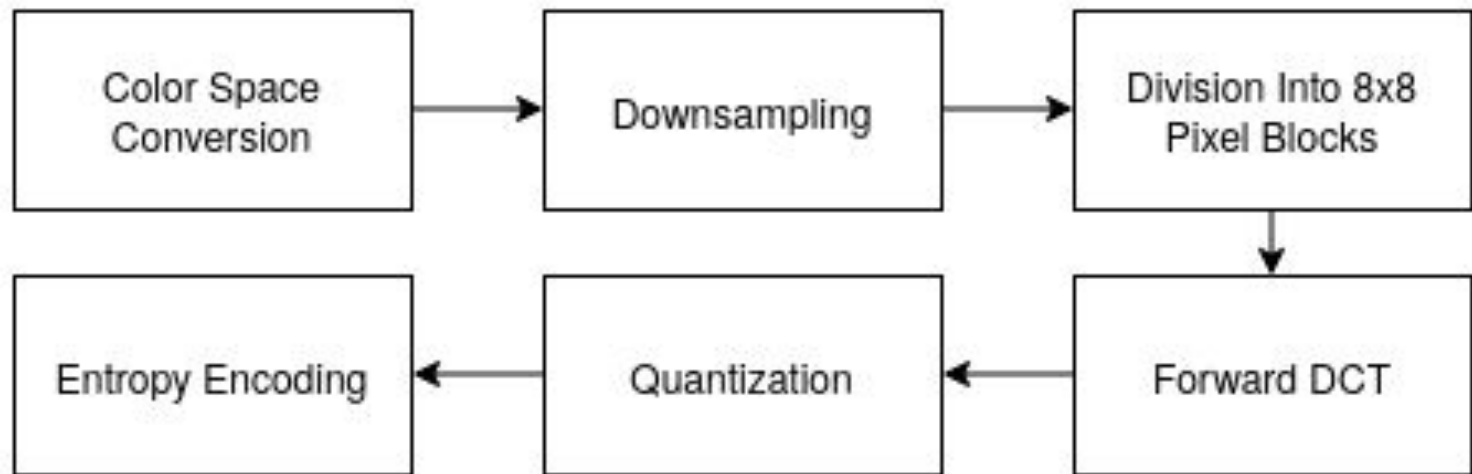 Color Space
Conversion
Downsampling
Division Into 8x8
Pixel Blocks
Entropy Encoding
Quantization
Forward DCT